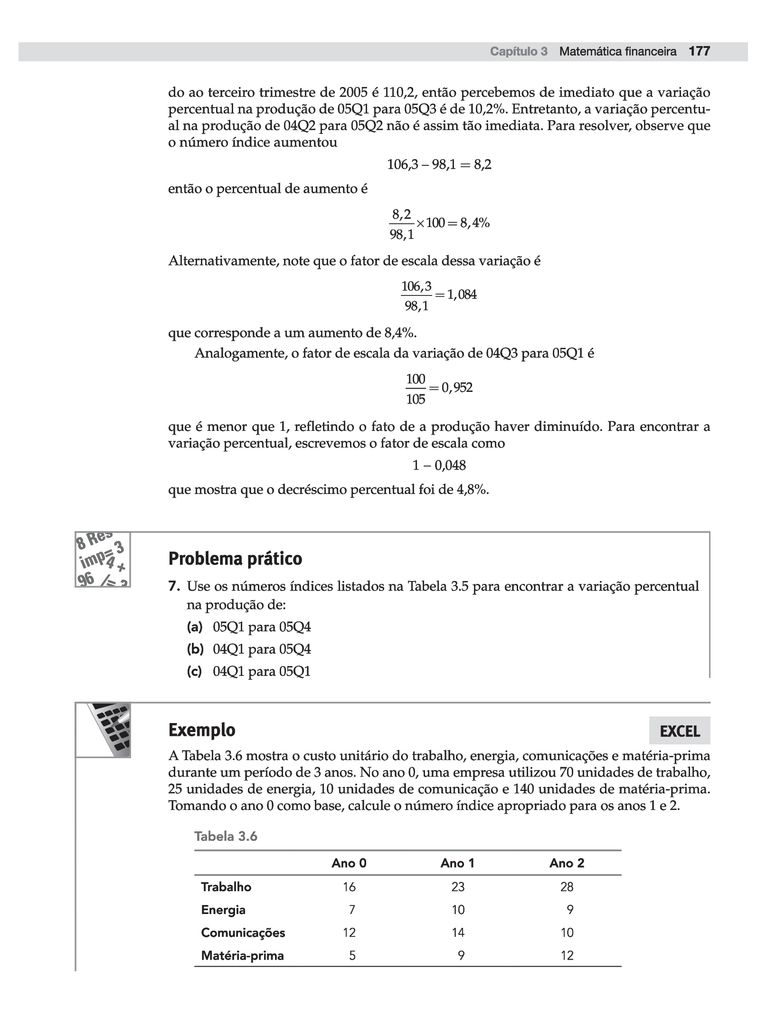 Capítulo 3 Matemática financeira 177
do ao terceiro trimestre de 2005 é 110,2, então percebemos de imediato que a variação
percentual na produção de 05Q1 para 05Q3 é de 10,2%. Entretanto, a variação percentu-
al na produção de 04Q2 para 05Q2 não é assim tão imediata. Para resolver, observe que
o número índice aumentou
106,3 – 98,1 = 8,2
então o percentual de aumento é
8,2
98,1 × 100 = 8,4%
Alternativamente, note que o fator de escala dessa variação é
106,3
98,1 = 1,084
que corresponde a um aumento de 8,4%.
Analogamente, o fator de escala da variação de 04Q3 para 05Q1 é
100
105 = 0,952
que é menor que 1, refletindo o fato de a produção haver diminuído. Para encontrar a
variação percentual, escrevemos o fator de escala como
1 – 0,048
que mostra que o decréscimo percentual foi de 4,8%.
8 Res
imp= 3
4 +
96 /=
Problema prático
7. Use os números índices listados na Tabela 3.5 para encontrar a variação percentual
na produção de:
(a) 05Q1 para 05Q4
(b) 04Q1 para 05Q4
(c) 04Q1 para 05Q1
Exemplo EXCEL
A Tabela 3.6 mostra o custo unitário do trabalho, energia, comunicações e matéria-prima
durante um período de 3 anos. No ano 0, uma empresa utilizou 70 unidades de trabalho,
25 unidades de energia, 10 unidades de comunicação e 140 unidades de matéria-prima.
Tomando o ano 0 como base, calcule o número índice apropriado para os anos 1 e 2.
Tabela 3.6
Ano 0 Ano 1 Ano 2
Trabalho 16 23 28
Energia 7 10 9
Comunicações 12 14 10
Matéria-prima 5 9 12